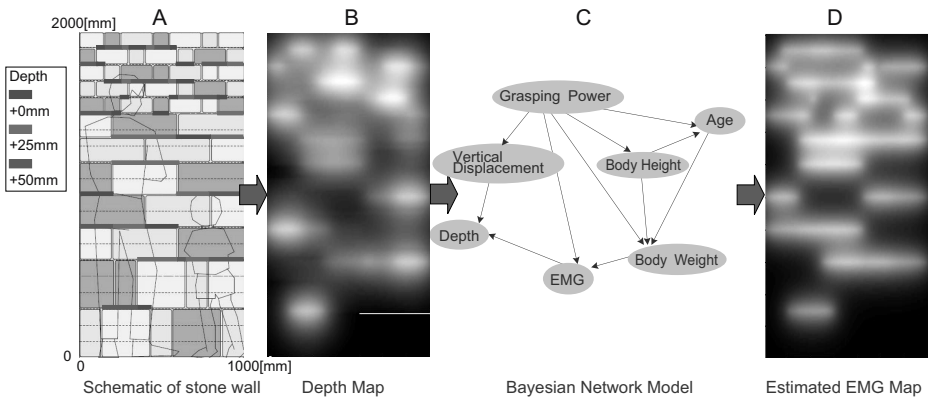 A
B
C
D
2000[mm]
Depth
+0mm
+25mm
+50mm
Grasping Power
Age
Vertical
Displacement
Body Height
Depth
Body Weight
EMG
0
0
1000[mm]
Schematic of stone wall
Depth Map
Bayesian Network Model
Estimated EMG Map